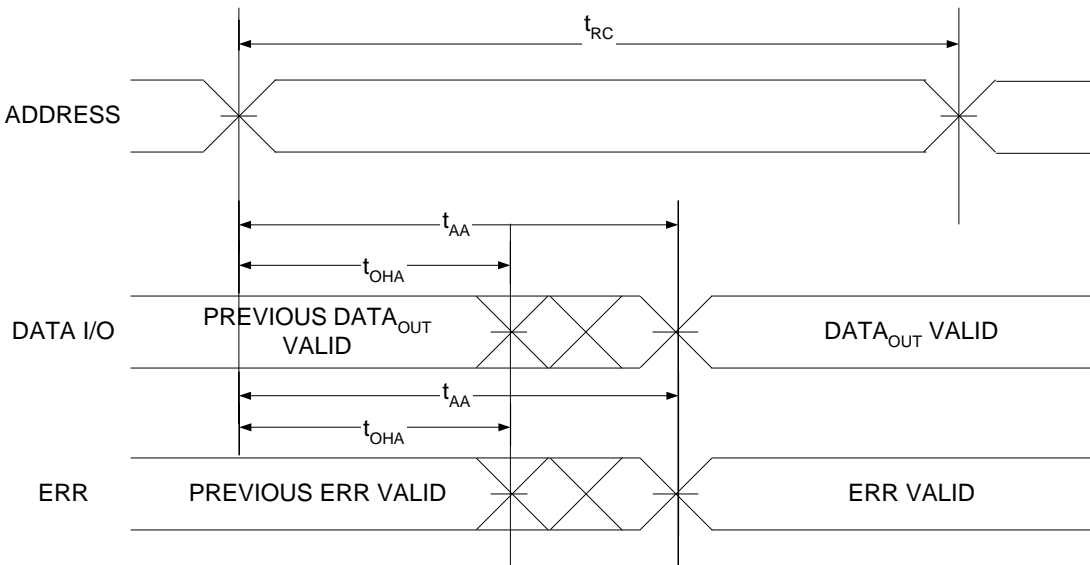 tRC
ADDRESS
tAA
tOHA
DATA I/O
PREVIOUS DATAOUT
VALID
DATAOUT VALID
tAA
tOHA
ERR
PREVIOUS ERR VALID
ERR VALID